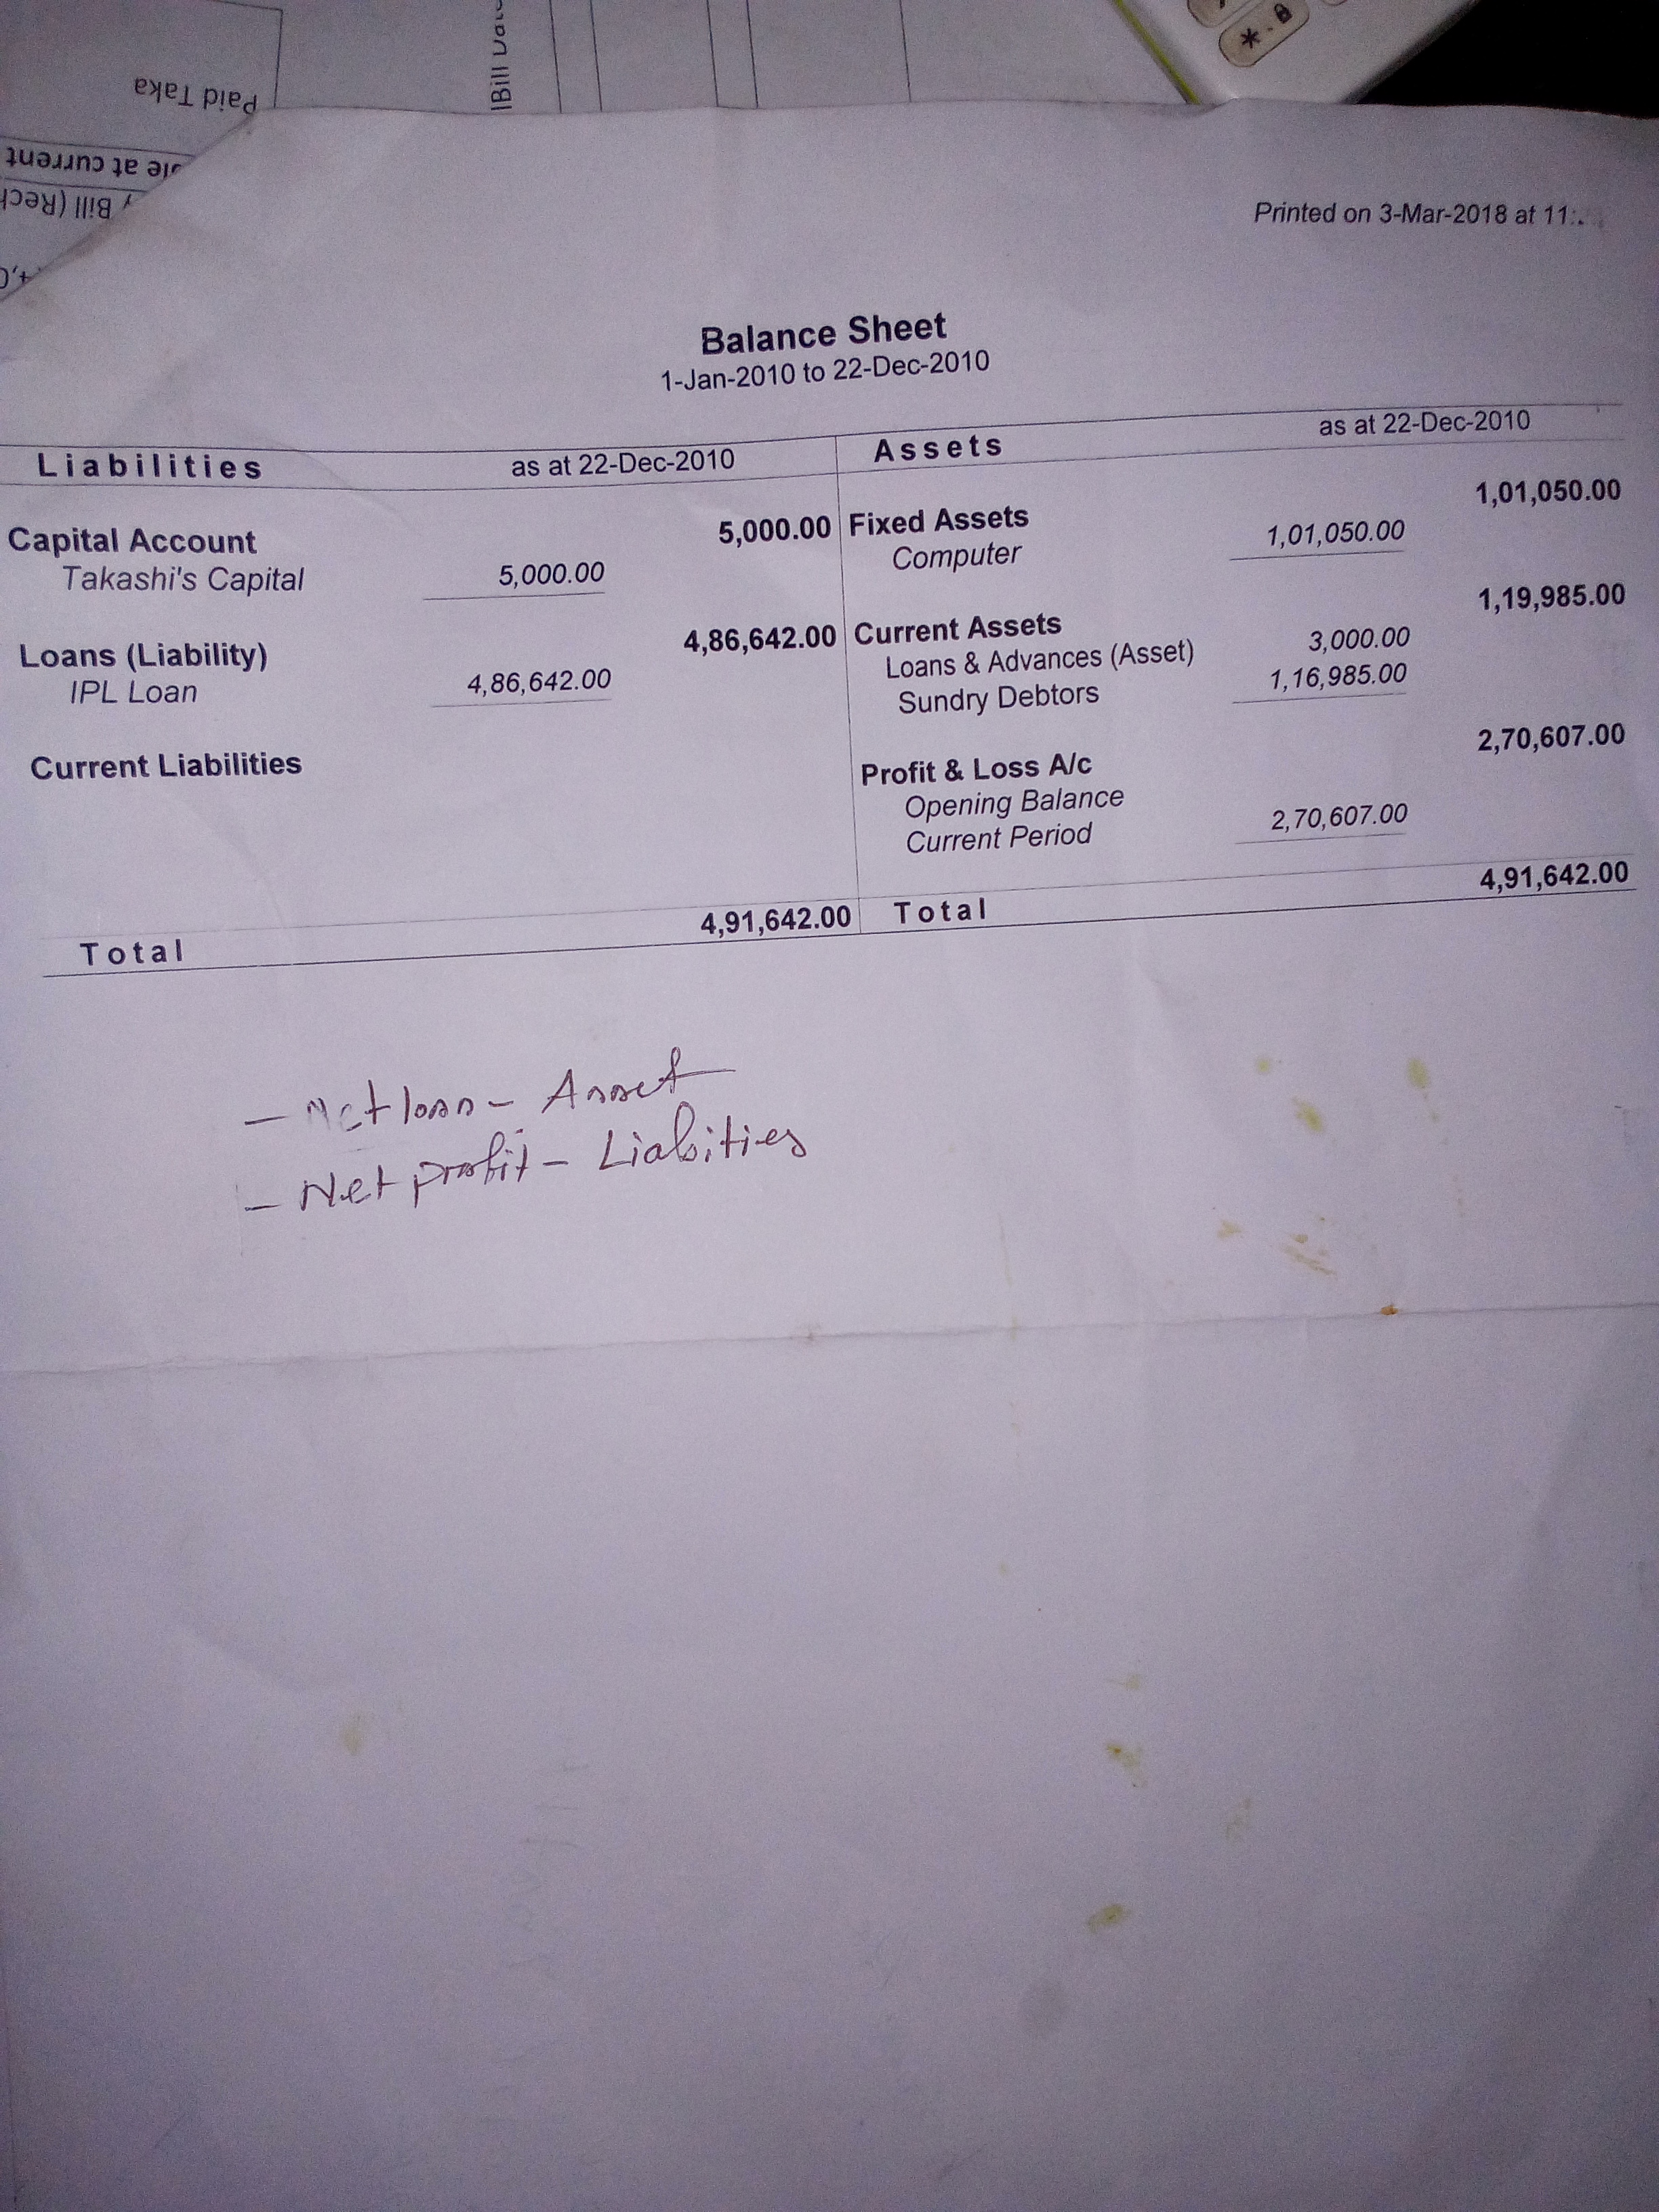 Paid Taka
Bill Date
at current
Bill (Rech
Printed on 3-Mar-2018 at 11:
Balance Sheet
1-Jan-2010 to 22-Dec-2010
Liabilities as at 22-Dec-2010 Assets as at 22-Dec-2010
Capital Account 5,000.00 Fixed Assets 1,01,050.00
Takashi's Capital 5,000.00 Computer 1,01,050.00
Loans (Liability) 4,86,642.00 Current Assets 1,19,985.00
IPL Loan 4,86,642.00 Loans & Advances (Asset) 3,000.00
Sundry Debtors 1,16,985.00
Current Liabilities Profit & Loss A/c 2,70,607.00
Opening Balance
Current Period 2,70,607.00
Total 4,91,642.00 Total 4,91,642.00
- Net loss - Asset
- Net profit - Liabities